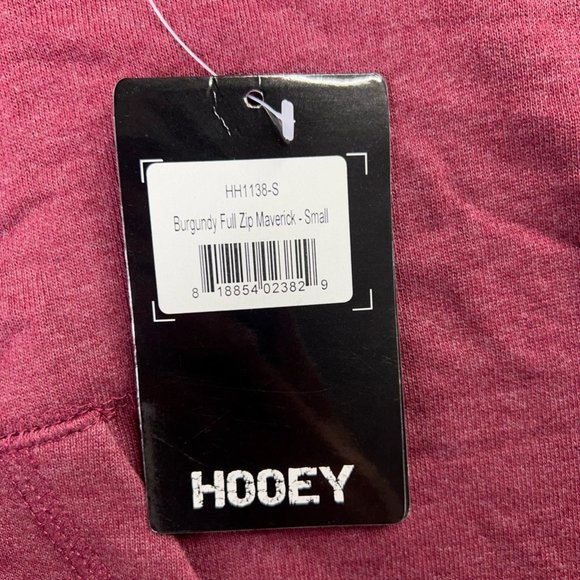 HH1138-S
Burgundy Full Zip Maverick - Small
8 18854 02382 9
HOOEY